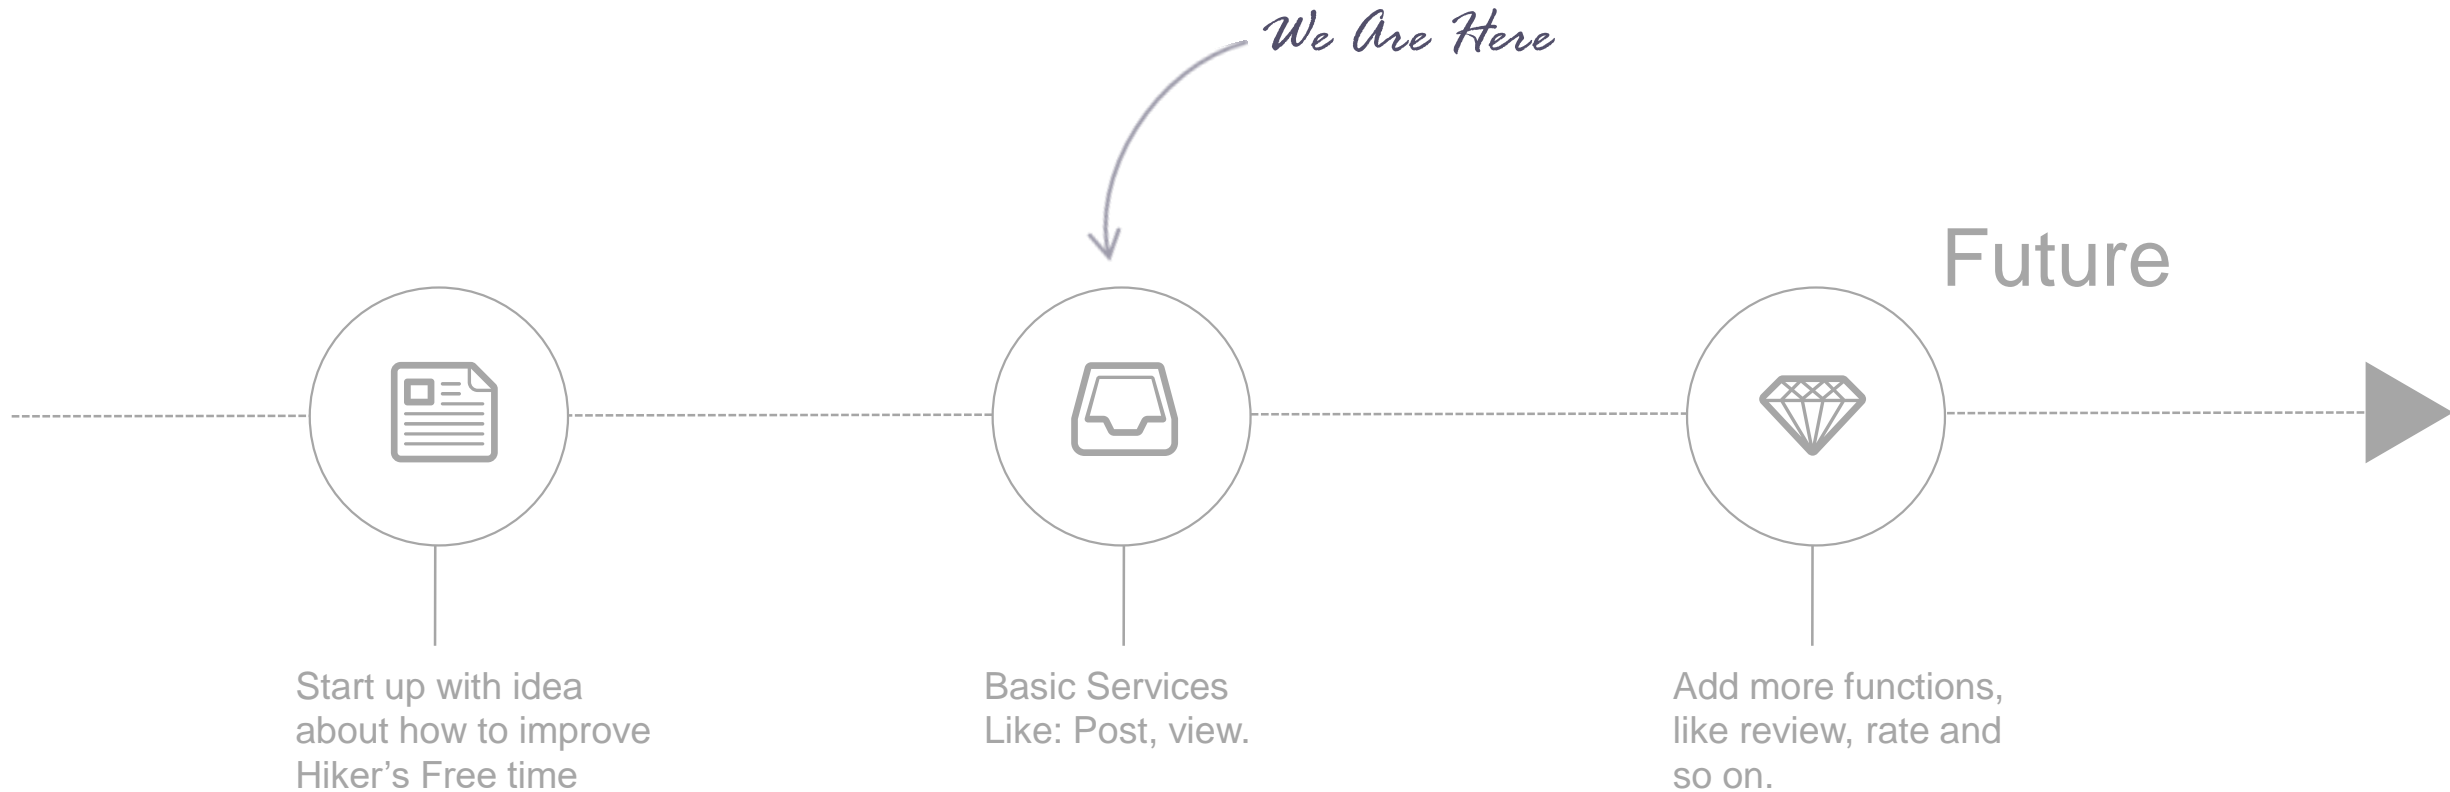 We Are Here
Future
Start up with idea
about how to improve
Hiker’s Free time
Basic Services
Like: Post, view.
Add more functions,
like review, rate and
so on.